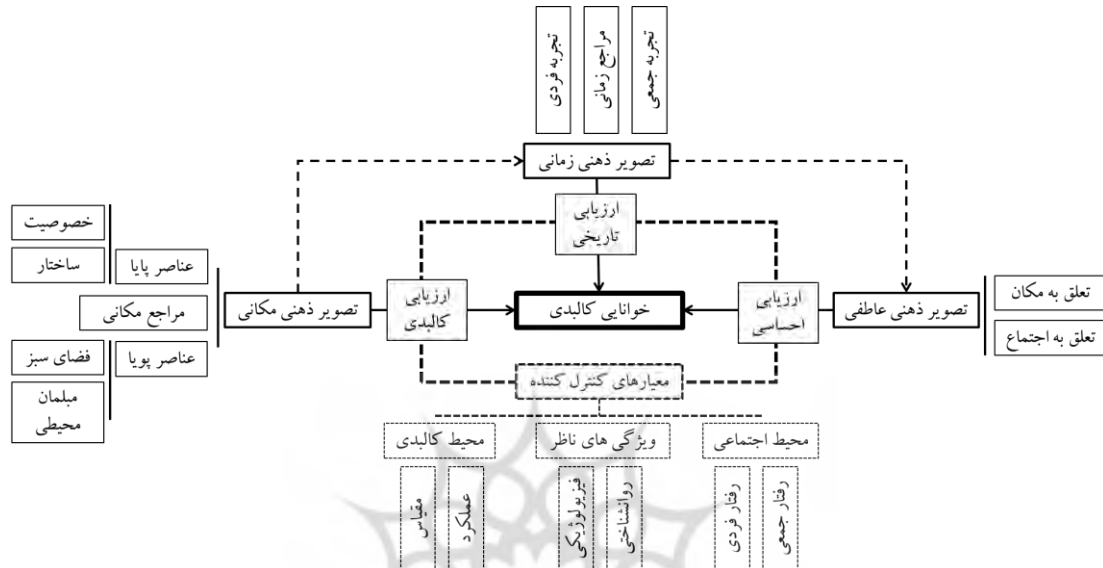 تجربه جمعی
مراجع زمانی
تجربه فردی
تصویر ذهنی زمانی
ارزیابی
تاریخی
تعلق به مکان
تعلق به اجتماع
تصویر ذهنی عاطفی
ارزیابی
احساسی
خوانایی کالبدی
ارزیابی
کالبدی
تصویر ذهنی مکانی
عناصر پایا
خصوصیت
ساختار
مراجع مکانی
عناصر پویا
فضای سبز
مبلمان
محیطی
معیارهای کنترل کننده
محیط اجتماعی
ویژگی های ناظر
محیط کالبدی
رفتار جمعی
رفتار فردی
روانشناختی
فیزیولوژیکی
عملکرد
مقیاس